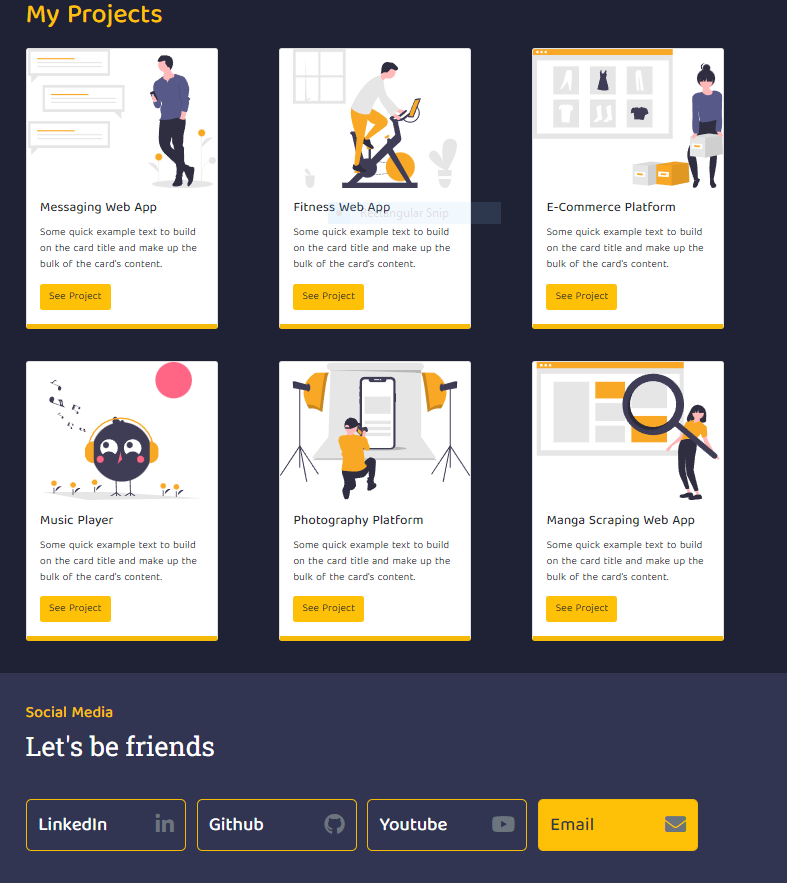 My Projects
Messaging Web App
Some quick example text to build
on the card title and make up the
bulk of the card's content.
See Project
Fitness Web App
Rectangular Snip
Some quick example text to build
on the card title and make up the
bulk of the card's content.
See Project
E-Commerce Platform
Some quick example text to build
on the card title and make up the
bulk of the card's content.
See Project
Music Player
Some quick example text to build
on the card title and make up the
bulk of the card's content.
See Project
Photography Platform
Some quick example text to build
on the card title and make up the
bulk of the card's content.
See Project
Manga Scraping Web App
Some quick example text to build
on the card title and make up the
bulk of the card's content.
See Project
Social Media
Let's be friends
LinkedIn
in
Github
Youtube
Email